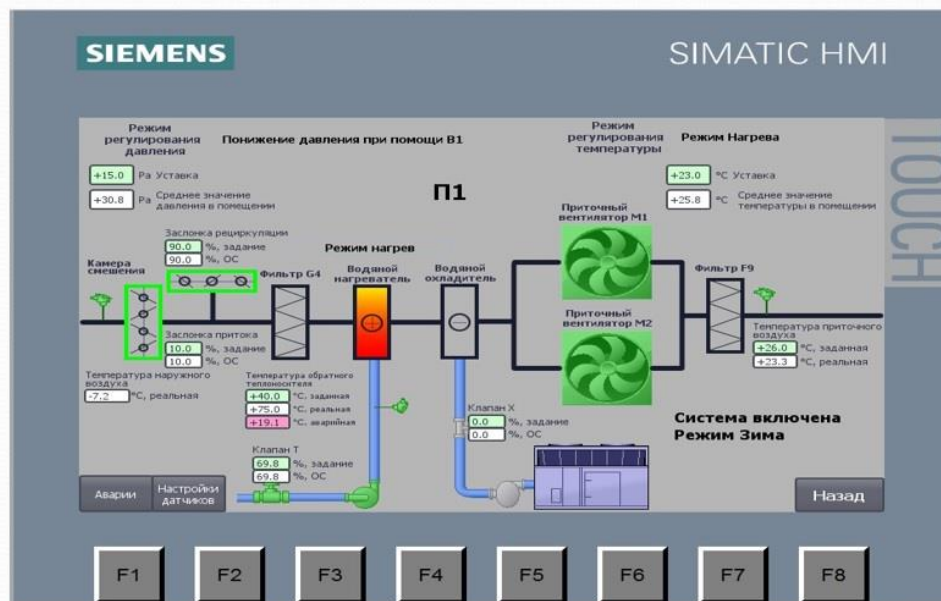 SIEMENS
SIMATIC HMI
TOUCH
Режим
регулирования
давления
Понижение давления при помощи В1
Режим
регулирования
температуры
Режим Нагрева
+15.0 Pa Уставка
+30.8 Pa Среднее значение
давления в помещении
П1
+23.0 °C Уставка
+25.8 °C Среднее значение
температуры в помещении
Заслонка рециркуляции
90.0 %, задание
90.0 %, ОС
Камера
смешения
Фильтр G4
Режим нагрев
Водяной
нагреватель
Водяной
охладитель
Приточный
вентилятор М1
Фильтр F9
Приточный
вентилятор М2
Заслонка притока
10.0 %, задание
10.0 %, ОС
Температура наружного
воздуха
-7.2 °C, реальная
Температура обратного
теплоносителя
+40.0 °C, заданная
+75.0 °C, реальная
+19.1 °C, аварийная
Температура приточного
воздуха
+26.0 °C, заданная
+23.3 °C, реальная
Клапан Х
0.0 %, задание
0.0 %, ОС
Система включена
Режим Зима
Клапан Т
69.8 %, задание
69.8 %, ОС
Аварии
Настройки
датчиков
Назад
F1 F2 F3 F4 F5 F6 F7 F8